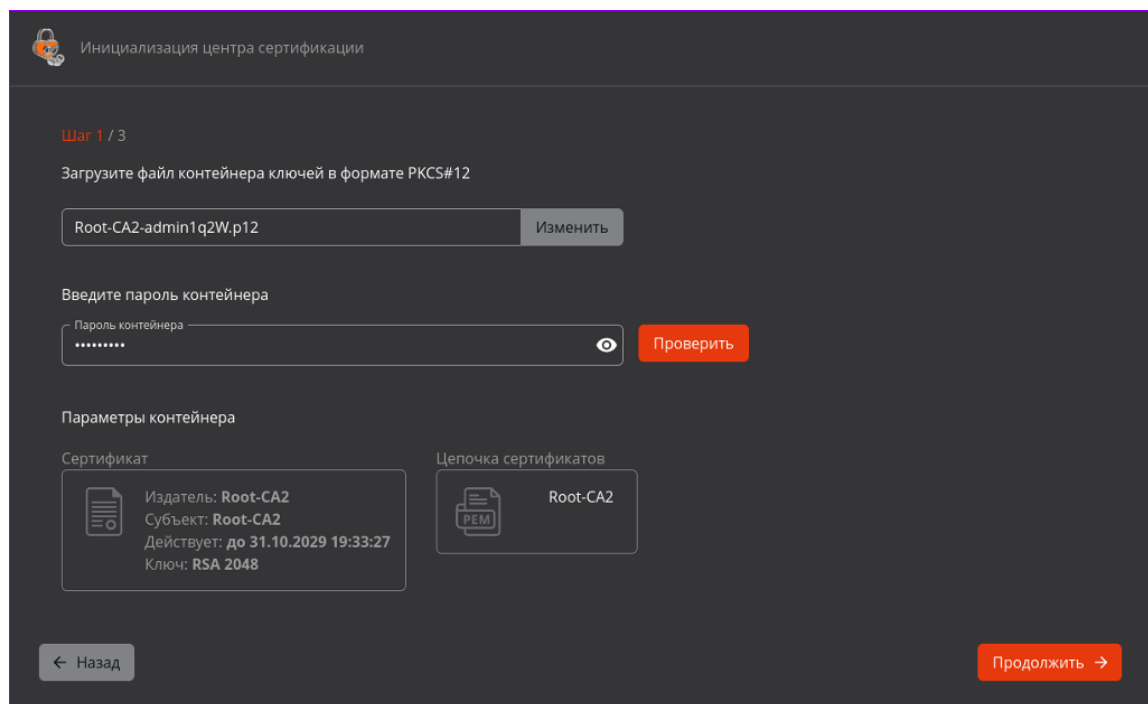 Инициализация центра сертификации
Шаг 1 / 3
Загрузите файл контейнера ключей в формате PKCS#12
Root-CA2-admin1q2W.p12
Изменить
Введите пароль контейнера
Пароль контейнера
•••••••••
Проверить
Параметры контейнера
Сертификат
Издатель: Root-CA2
Субъект: Root-CA2
Действует: до 31.10.2029 19:33:27
Ключ: RSA 2048
Цепочка сертификатов
PEM
Root-CA2
← Назад
Продолжить →